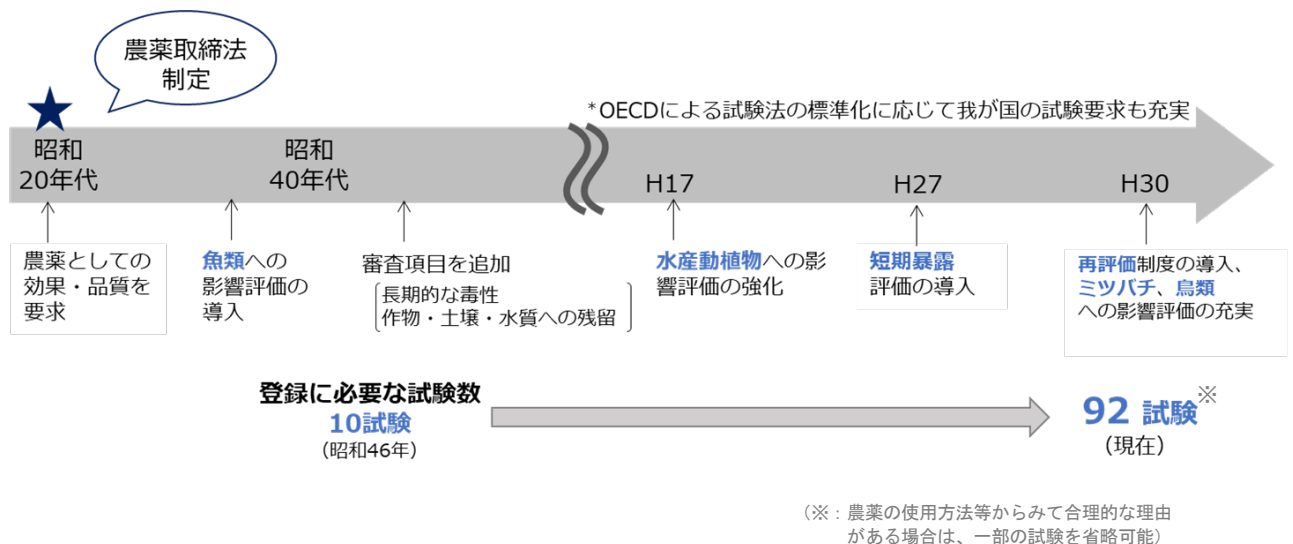 農薬取締法
制定
*OECDによる試験法の標準化に応じて我が国の試験要求も充実
昭和
20年代
昭和
40年代
H17
H27
H30
農薬としての
効果・品質を
要求
魚類への
影響評価の
導入
審査項目を追加
長期的な毒性
作物・土壌・水質への残留
水産動植物への影
響評価の強化
短期暴露
評価の導入
再評価制度の導入、
ミツバチ、鳥類
への影響評価の充実
登録に必要な試験数
10試験
（昭和46年）
92 試験※
（現在）
（※：農薬の使用方法等からみて合理的な理由
がある場合は、一部の試験を省略可能）